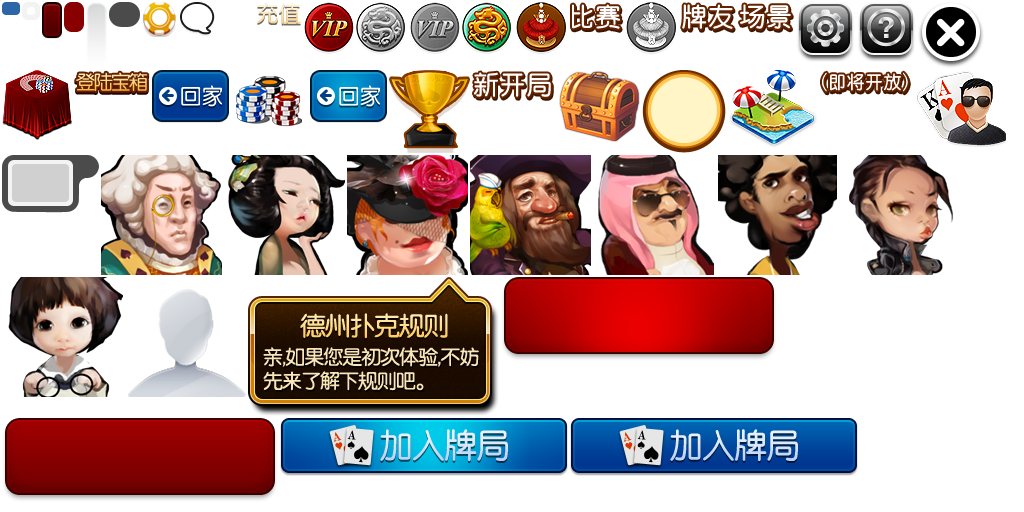 充值
VIP
VIP
比赛
牌友
场景
?
登陆宝箱
回家
回家
新开局
(即将开放)
K A
德州扑克规则
亲,如果您是初次体验,不妨
先来了解下规则吧。
A A
加入牌局
A A
加入牌局